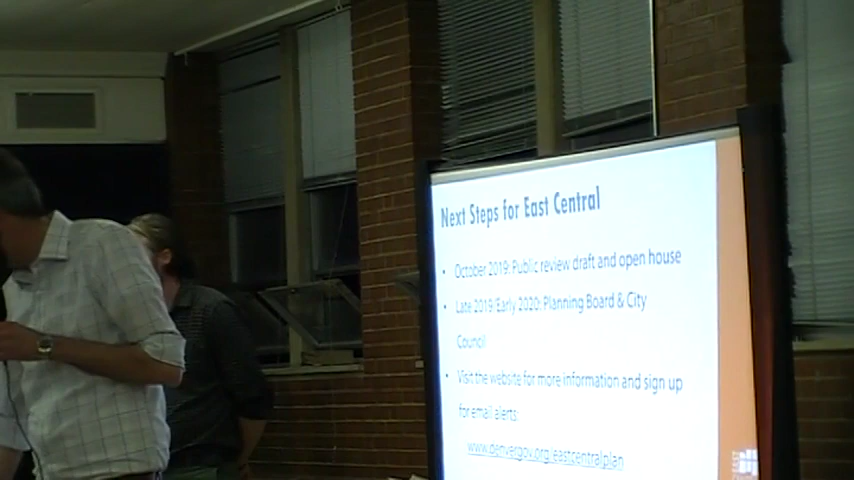 Next Steps for East Central
• October 2019: Public review draft and open house
• Late 2019/Early 2020: Planning Board & City
Council
• Visit the website for more information and sign up
for email alerts:
www.denvergov.org/eastcentralplan
EAST